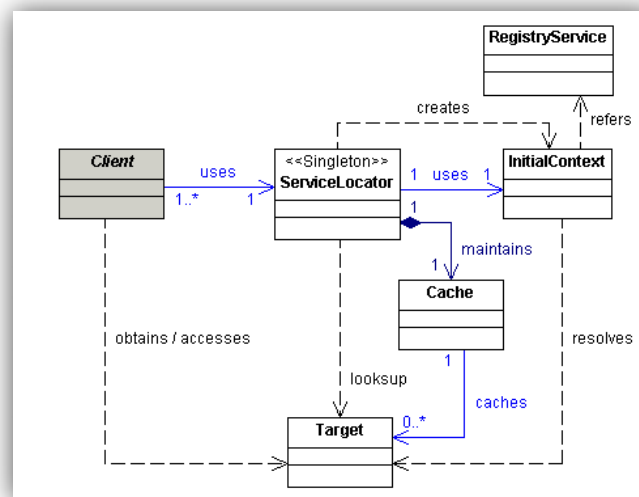 RegistryService
creates
refers
Client
uses
1..*
1
<<Singleton>>
ServiceLocator
1
uses
1
InitialContext
1
maintains
1
Cache
obtains / accesses
resolves
1
looksup
caches
0..*
Target